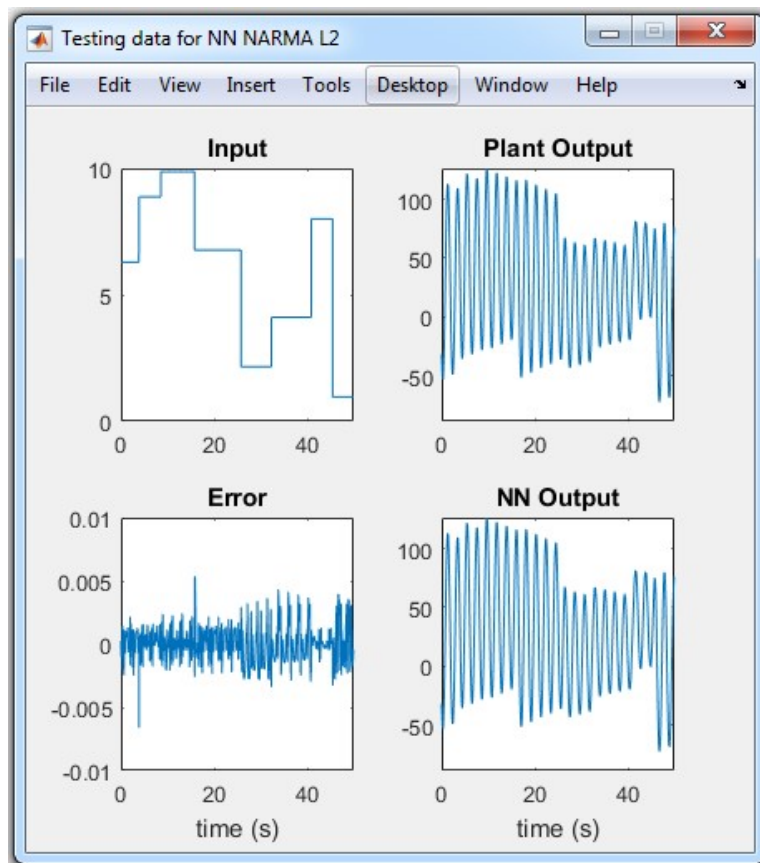 Testing data for NN NARMA L2
File Edit View Insert Tools Desktop Window Help
Input
10
5
0
0 20 40
Plant Output
100
50
0
-50
0 20 40
Error
0.01
0.005
0
-0.005
-0.01
0 20 40
time (s)
NN Output
100
50
0
-50
0 20 40
time (s)